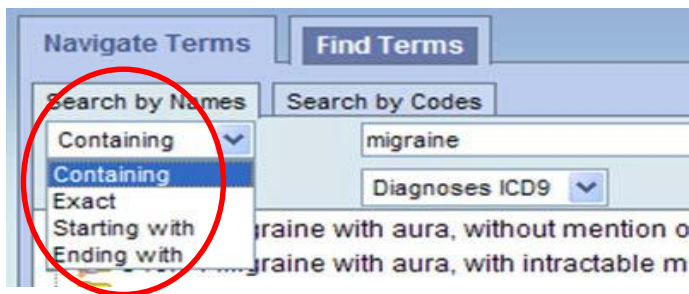 Navigate Terms Find Terms
Search by Names Search by Codes
Containing migraine
Containing
Exact Diagnoses ICD9
Starting with graine with aura, without mention o
Ending with graine with aura, with intractable m